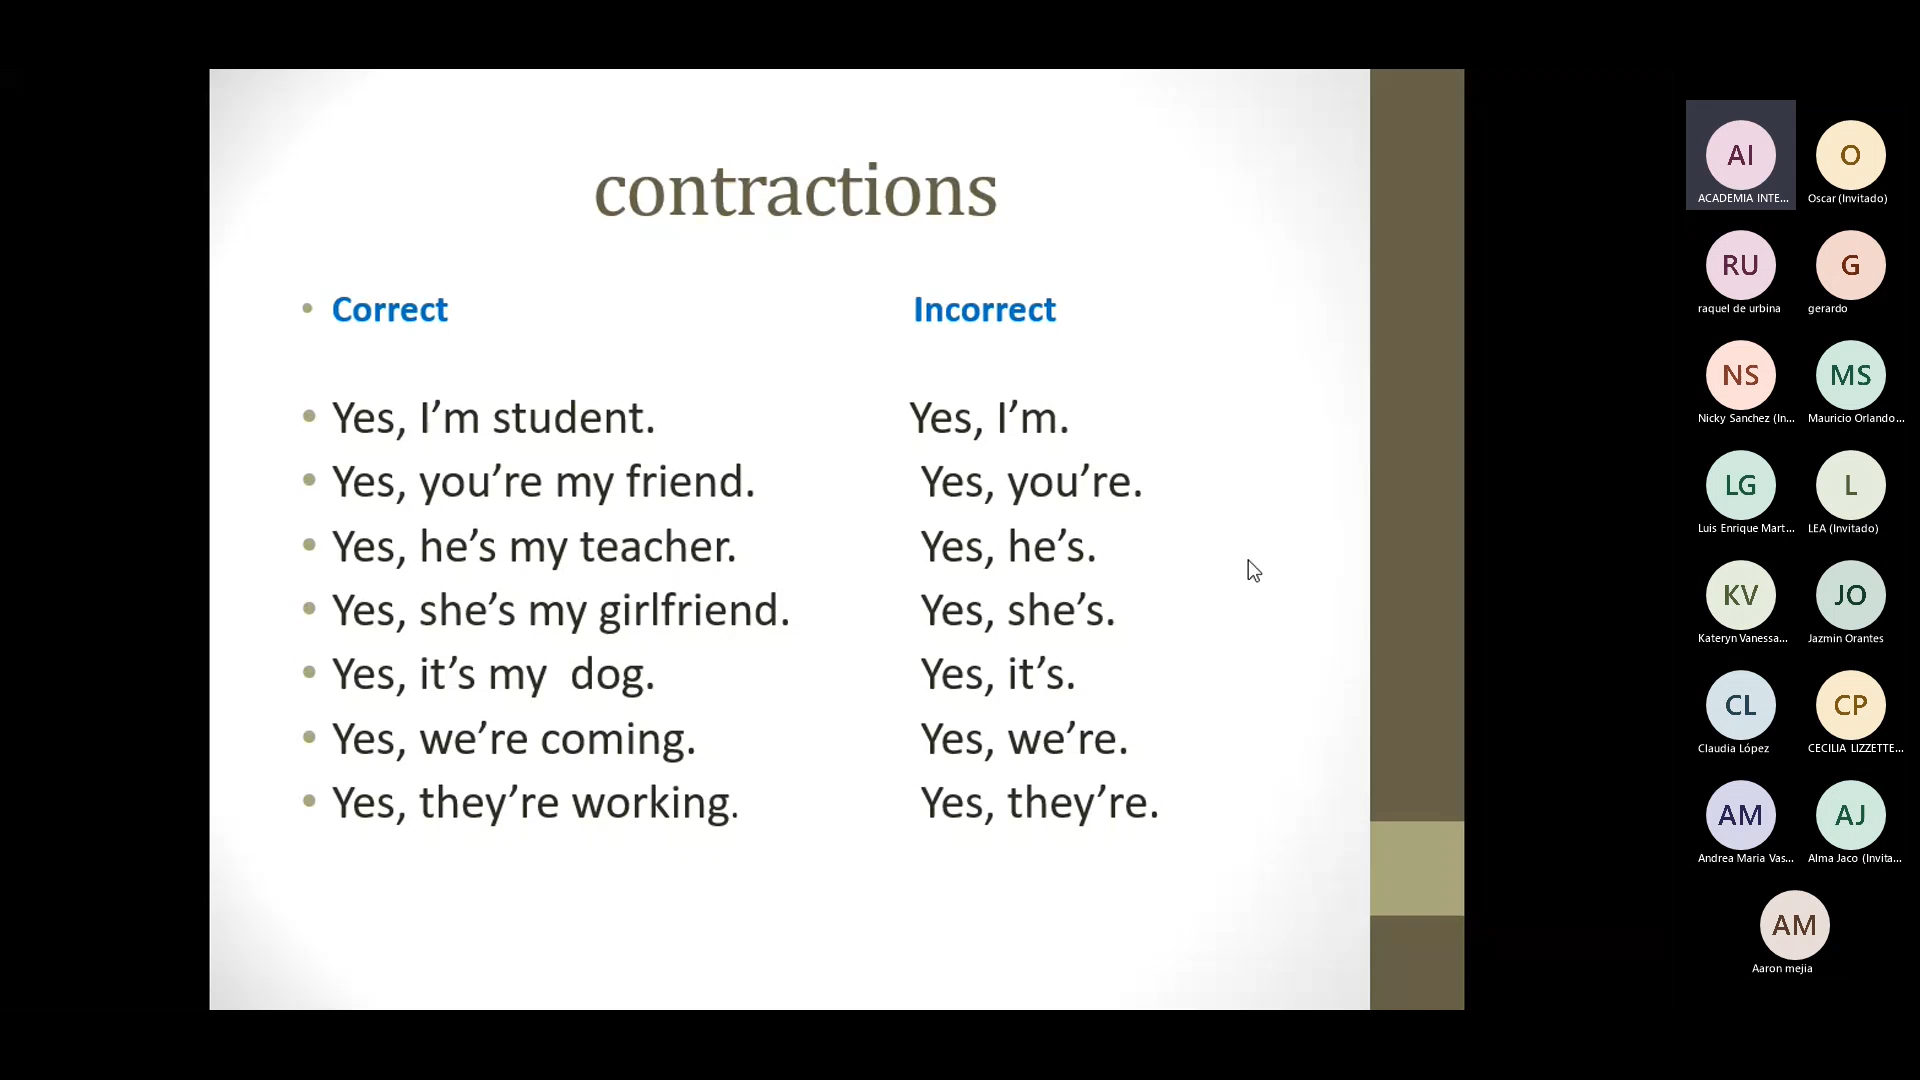 contractions
• Correct Incorrect
• Yes, I’m student. Yes, I’m.
• Yes, you’re my friend. Yes, you’re.
• Yes, he’s my teacher. Yes, he’s.
• Yes, she’s my girlfriend. Yes, she’s.
• Yes, it’s my  dog. Yes, it’s.
• Yes, we’re coming. Yes, we’re.
• Yes, they’re working. Yes, they’re.
AI O
ACADEMIA INTE... Oscar (Invitado)
RU G
raquel de urbina gerardo
NS MS
Nicky Sanchez (In... Mauricio Orlando...
LG L
Luis Enrique Mart... LEA (Invitado)
KV JO
Kateryn Vanessa... Jazmin Orantes
CL CP
Claudia López CECILIA LIZZETTE...
AM AJ
Andrea Maria Vas... Alma Jaco (Invita...
AM
Aaron mejia